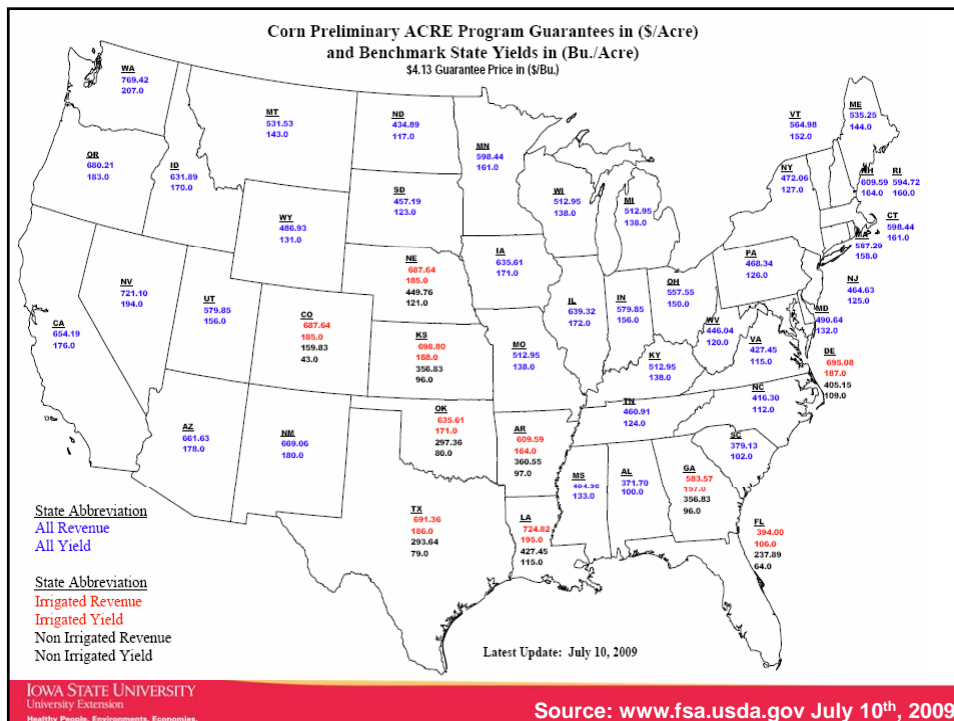 Corn Preliminary ACRE Program Guarantees in ($/Acre)
and Benchmark State Yields in (Bu./Acre)
$4.13 Guarantee Price in ($/Bu.)
WA
769.42
207.0
MT
531.53
143.0
ND
434.89
117.0
MN
598.44
161.0
VT
564.98
152.0
ME
535.25
144.0
OR
680.21
183.0
ID
631.89
170.0
SD
457.19
123.0
WI
512.95
138.0
MI
512.95
138.0
NY
472.06
127.0
NH
609.59
164.0
RI
594.72
160.0
CT
598.44
161.0
MA
587.29
158.0
WY
486.93
131.0
IA
635.61
171.0
NE
687.64
185.0
449.76
121.0
PA
468.34
126.0
NJ
464.63
125.0
NV
721.10
194.0
UT
579.85
156.0
CA
654.19
176.0
CO
687.64
185.0
159.83
43.0
KS
698.80
188.0
356.83
96.0
MO
512.95
138.0
IL
639.32
172.0
IN
579.85
156.0
OH
557.55
150.0
WV
446.04
120.0
MD
490.64
132.0
VA
427.45
115.0
DE
695.08
187.0
405.15
109.0
KY
512.95
138.0
NC
416.30
112.0
TN
460.91
124.0
SC
379.13
102.0
AZ
661.63
178.0
NM
669.06
180.0
OK
635.61
171.0
297.36
80.0
AR
609.59
164.0
360.55
97.0
MS
133.0
AL
371.70
100.0
GA
583.57
157.0
356.83
96.0
TX
691.36
186.0
293.64
79.0
LA
724.82
195.0
427.45
115.0
FL
394.00
106.0
237.89
64.0
State Abbreviation
All Revenue
All Yield
State Abbreviation
Irrigated Revenue
Irrigated Yield
Non Irrigated Revenue
Non Irrigated Yield
Latest Update: July 10, 2009
IOWA STATE UNIVERSITY
University Extension
Healthy People. Environments. Economies.
Source: www.fsa.usda.gov July 10th, 2009